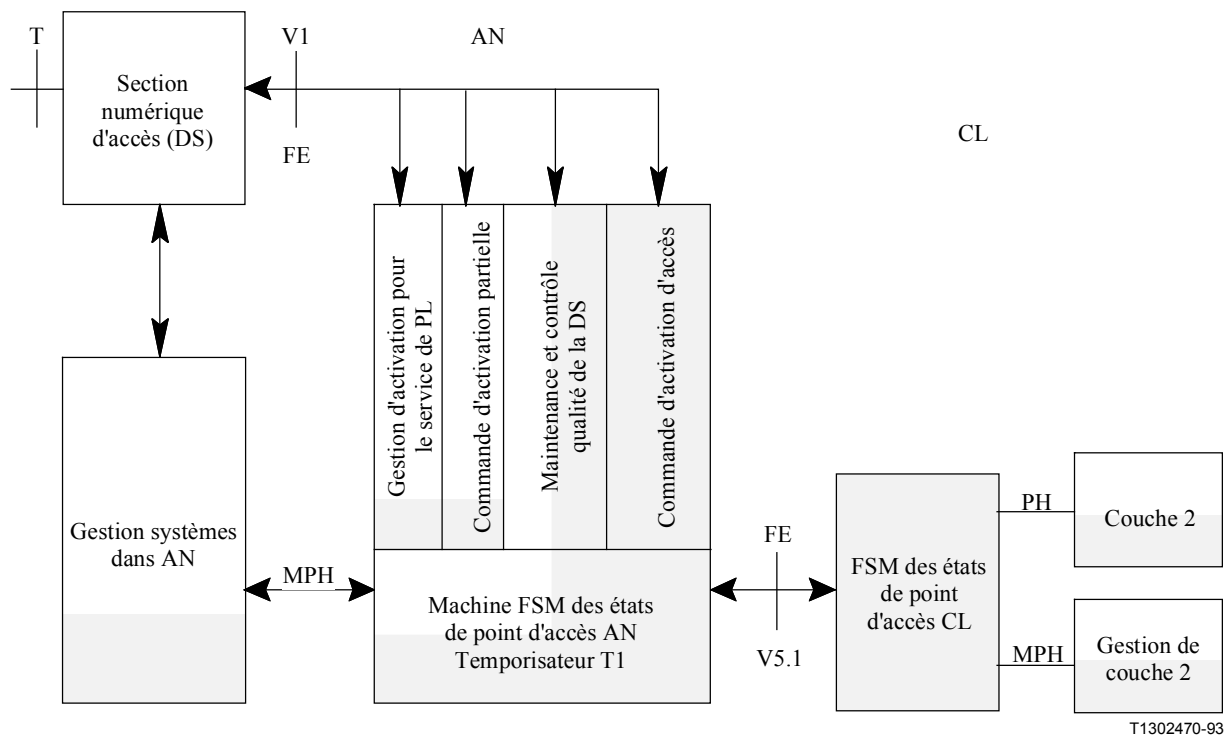 T
V1
AN
Section
numérique
d'accès (DS)
FE
CL
Gestion d'activation pour
le service de PL
Commande d'activation partielle
Maintenance et contrôle
qualité de la DS
Commande d'activation d'accès
Gestion systèmes
dans AN
MPH
Machine FSM des états
de point d'accès AN
Temporisateur T1
FE
V5.1
FSM des états
de point
d'accès CL
PH
Couche 2
MPH
Gestion de
couche 2
T1302470-93